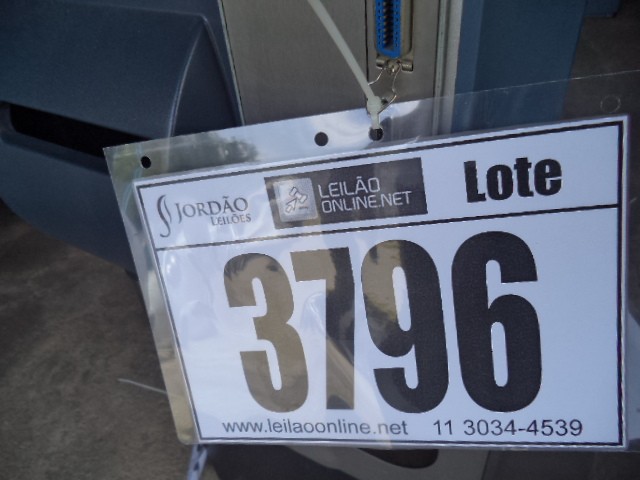 JORDÃO
LEILÕES
LEILÃO
ONLINE.NET
Lote
3796
www.leilaoonline.net 11 3034-4539